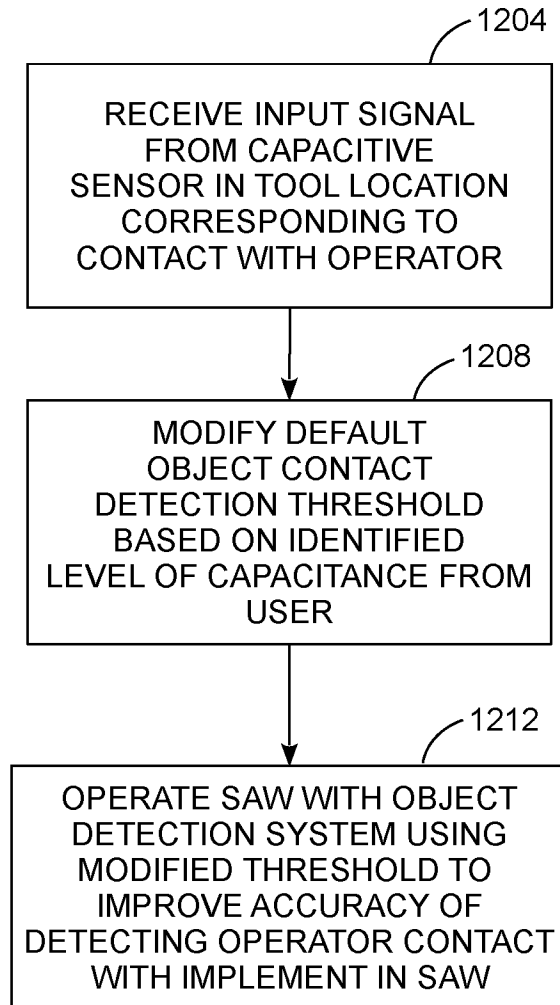 1204
RECEIVE INPUT SIGNAL
FROM CAPACITIVE
SENSOR IN TOOL LOCATION
CORRESPONDING TO
CONTACT WITH OPERATOR
1208
MODIFY DEFAULT
OBJECT CONTACT
DETECTION THRESHOLD
BASED ON IDENTIFIED
LEVEL OF CAPACITANCE FROM
USER
1212
OPERATE SAW WITH OBJECT
DETECTION SYSTEM USING
MODIFIED THRESHOLD TO
IMPROVE ACCURACY OF
DETECTING OPERATOR CONTACT
WITH IMPLEMENT IN SAW